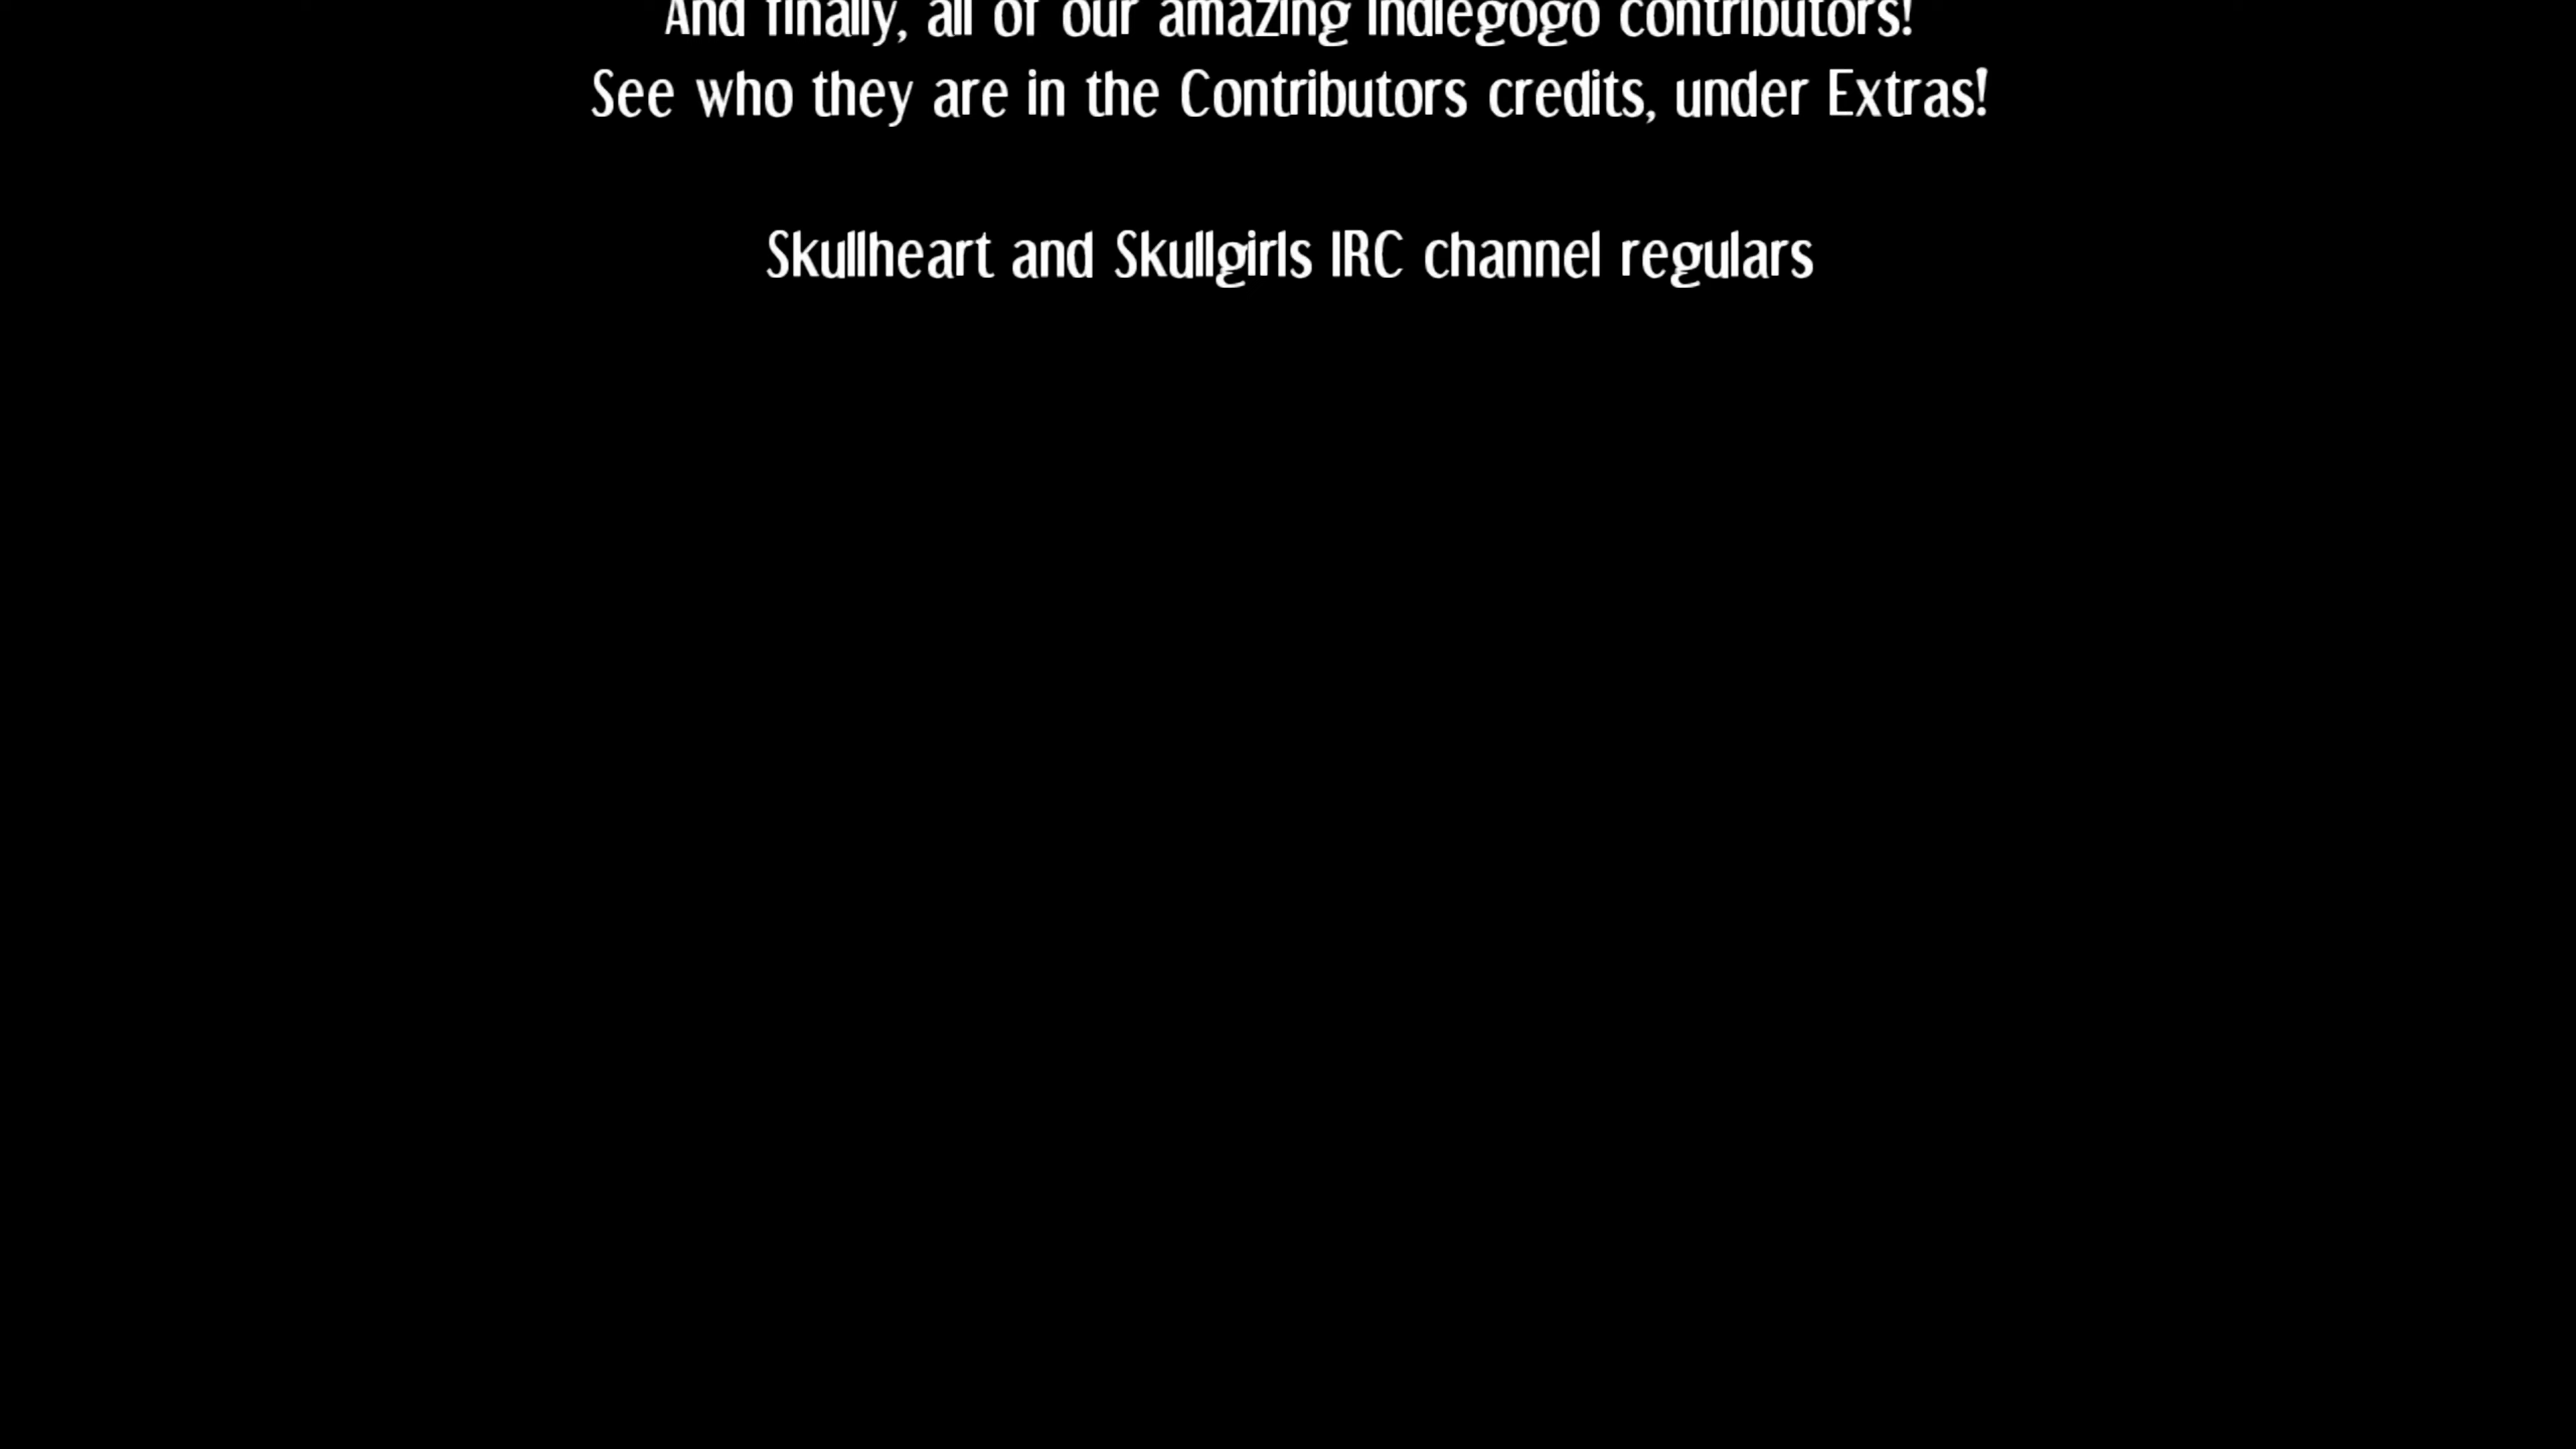 And finally, all of our amazing Indiegogo contributors!
See who they are in the Contributors credits, under Extras!
Skullheart and Skullgirls IRC channel regulars